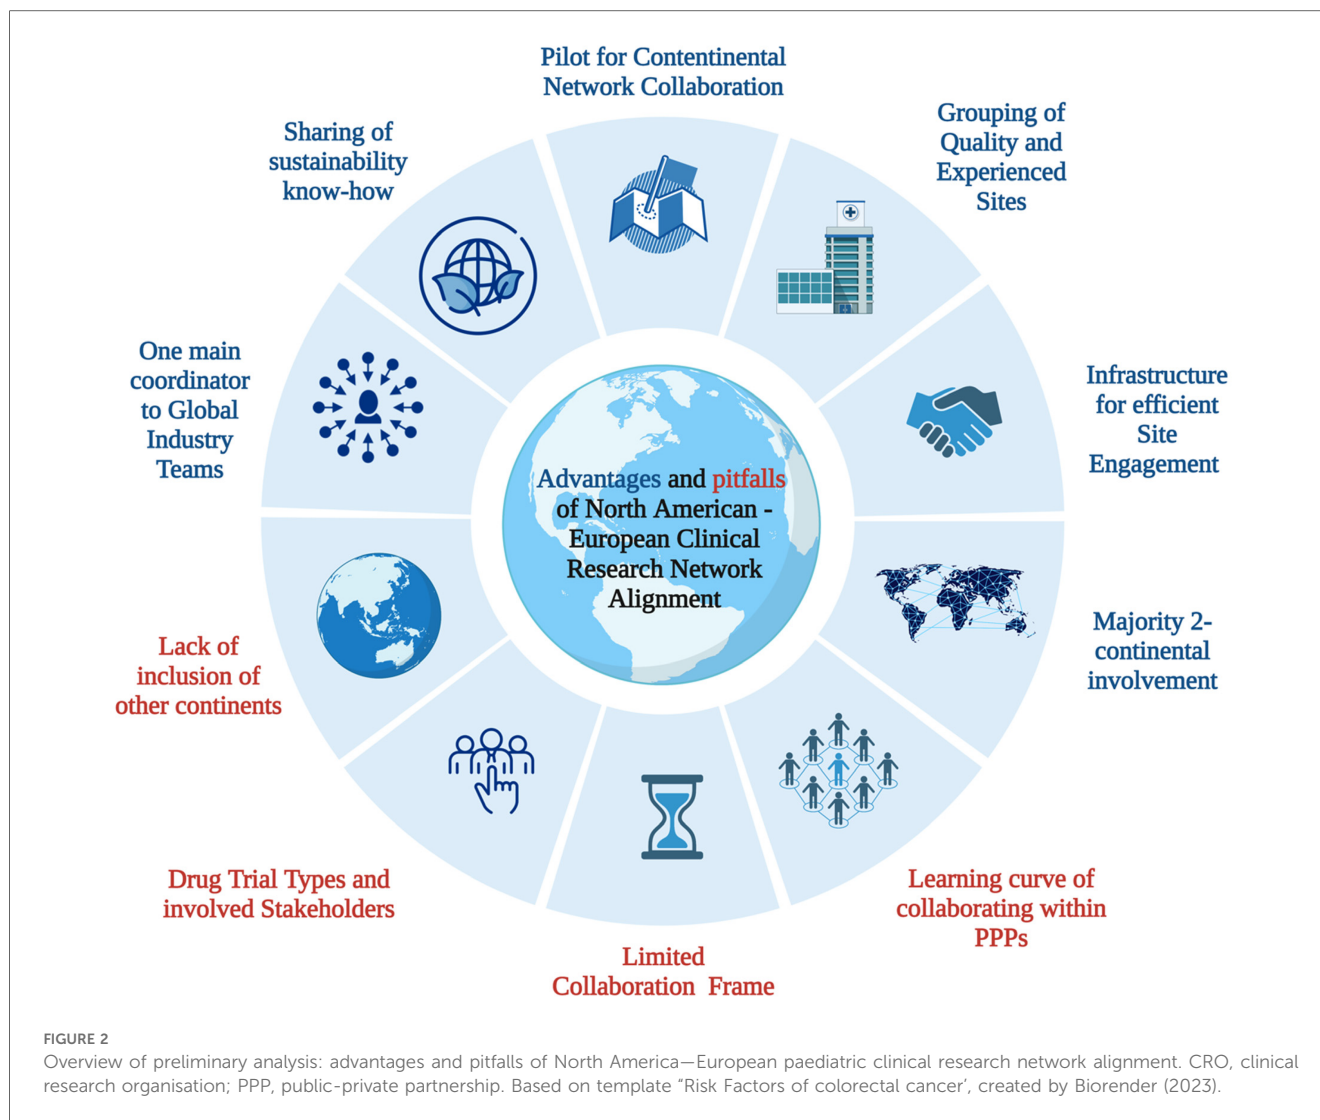 Pilot for Contentinental
Network Collaboration
Grouping of
Quality and
Experienced
Sites
Sharing of
sustainability
know-how
One main
coordinator
to Global
Industry
Teams
Infrastructure
for efficient
Site
Engagement
Advantages and pitfalls
of North American -
European Clinical
Research Network
Alignment
Majority 2-
continental
involvement
Lack of
inclusion of
other continents
Drug Trial Types and
involved Stakeholders
Learning curve of
collaborating within
PPPs
Limited
Collaboration Frame
FIGURE 2
Overview of preliminary analysis: advantages and pitfalls of North America—European paediatric clinical research network alignment. CRO, clinical
research organisation; PPP, public-private partnership. Based on template “Risk Factors of colorectal cancer’, created by Biorender (2023).